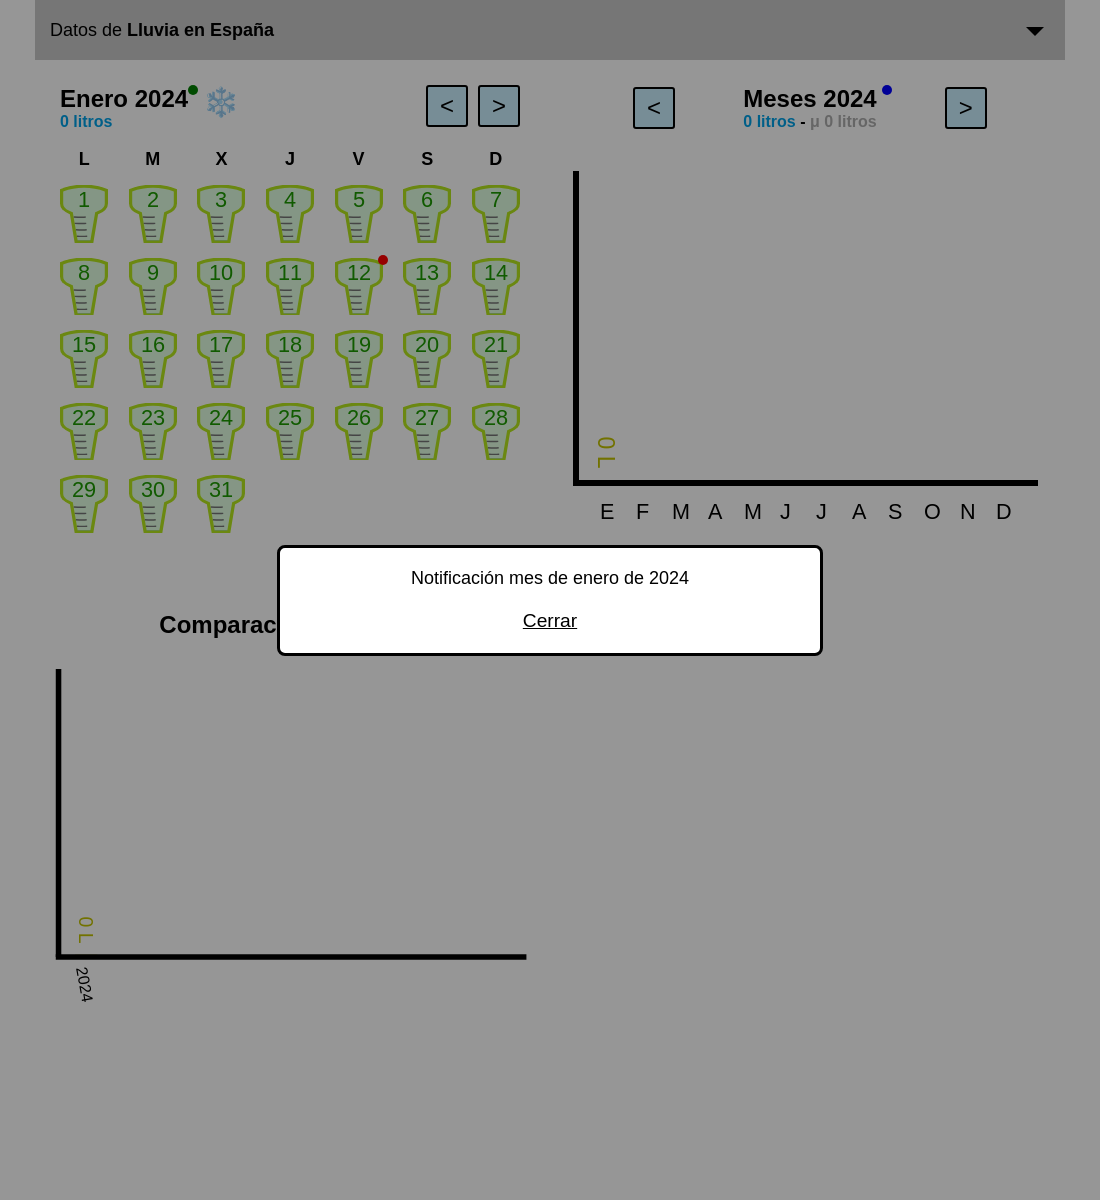 Datos de Lluvia en España
Enero 2024 ❄️
0 litros
< >
L M X J V S D
1 2 3 4 5 6 7
8 9 10 11 12 13 14
15 16 17 18 19 20 21
22 23 24 25 26 27 28
29 30 31
< Meses 2024 >
0 litros - μ 0 litros
0 L
E F M A M J J A S O N D
Notificación mes de enero de 2024
Cerrar
Comparac
0 L
2024